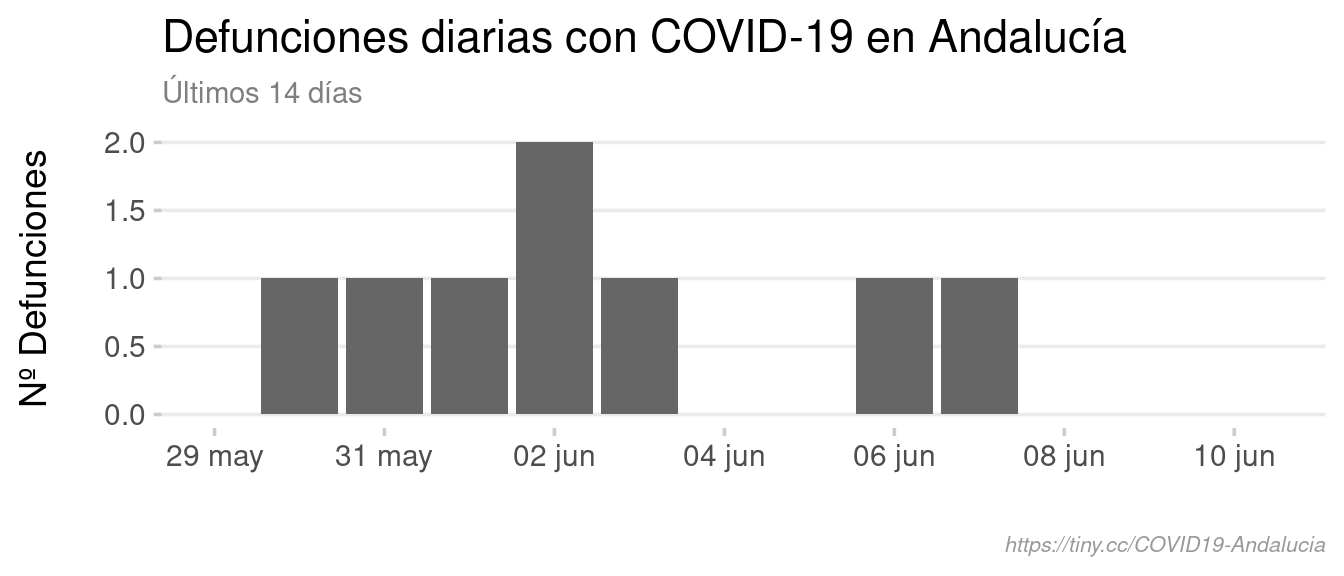 Defunciones diarias con COVID-19 en Andalucía
Últimos 14 días
Nº Defunciones
2.0
1.5
1.0
0.5
0.0
29 may 31 may 02 jun 04 jun 06 jun 08 jun 10 jun
https://tiny.cc/COVID19-Andalucia